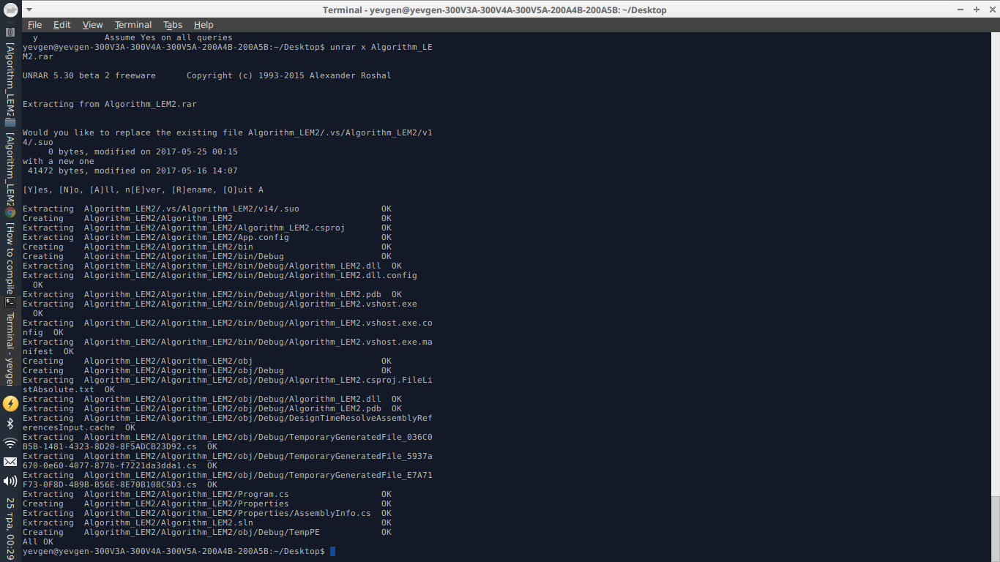 Terminal - yevgen@yevgen-300V3A-300V4A-300V5A-200A4B-200A5B: ~/Desktop
File Edit View Terminal Tabs Help
y Assume Yes on all queries
yevgen@yevgen-300V3A-300V4A-300V5A-200A4B-200A5B:~/Desktop$ unrar x Algorithm_LE
M2.rar
UNRAR 5.30 beta 2 freeware Copyright (c) 1993-2015 Alexander Roshal
Extracting from Algorithm_LEM2.rar
Would you like to replace the existing file Algorithm_LEM2/.vs/Algorithm_LEM2/v1
4/.suo
0 bytes, modified on 2017-05-25 00:15
with a new one
41472 bytes, modified on 2017-05-16 14:07
[Y]es, [N]o, [A]ll, n[E]ver, [R]ename, [Q]uit A
Extracting Algorithm_LEM2/.vs/Algorithm_LEM2/v14/.suo OK
Creating Algorithm_LEM2/Algorithm_LEM2 OK
Extracting Algorithm_LEM2/Algorithm_LEM2/Algorithm_LEM2.csproj OK
Extracting Algorithm_LEM2/Algorithm_LEM2/App.config OK
Creating Algorithm_LEM2/Algorithm_LEM2/bin OK
Creating Algorithm_LEM2/Algorithm_LEM2/bin/Debug OK
Extracting Algorithm_LEM2/Algorithm_LEM2/bin/Debug/Algorithm_LEM2.dll OK
Extracting Algorithm_LEM2/Algorithm_LEM2/bin/Debug/Algorithm_LEM2.dll.config
OK
Extracting Algorithm_LEM2/Algorithm_LEM2/bin/Debug/Algorithm_LEM2.pdb OK
Extracting Algorithm_LEM2/Algorithm_LEM2/bin/Debug/Algorithm_LEM2.vshost.exe
OK
Extracting Algorithm_LEM2/Algorithm_LEM2/bin/Debug/Algorithm_LEM2.vshost.exe.co
nfig OK
Extracting Algorithm_LEM2/Algorithm_LEM2/bin/Debug/Algorithm_LEM2.vshost.exe.ma
nifest OK
Creating Algorithm_LEM2/Algorithm_LEM2/obj OK
Creating Algorithm_LEM2/Algorithm_LEM2/obj/Debug OK
Extracting Algorithm_LEM2/Algorithm_LEM2/obj/Debug/Algorithm_LEM2.csproj.FileLi
stAbsolute.txt OK
Extracting Algorithm_LEM2/Algorithm_LEM2/obj/Debug/Algorithm_LEM2.dll OK
Extracting Algorithm_LEM2/Algorithm_LEM2/obj/Debug/Algorithm_LEM2.pdb OK
Extracting Algorithm_LEM2/Algorithm_LEM2/obj/Debug/DesignTimeResolveAssemblyRef
erencesInput.cache OK
Extracting Algorithm_LEM2/Algorithm_LEM2/obj/Debug/TemporaryGeneratedFile_036C0
B5B-1481-4323-8D20-8F5ADCB23D92.cs OK
Extracting Algorithm_LEM2/Algorithm_LEM2/obj/Debug/TemporaryGeneratedFile_5937a
670-0e60-4077-877b-f7221da3dda1.cs OK
Extracting Algorithm_LEM2/Algorithm_LEM2/obj/Debug/TemporaryGeneratedFile_E7A71
F73-0F8D-4B9B-B56E-8E70B10BC5D3.cs OK
Extracting Algorithm_LEM2/Algorithm_LEM2/Program.cs OK
Creating Algorithm_LEM2/Algorithm_LEM2/Properties OK
Extracting Algorithm_LEM2/Algorithm_LEM2/Properties/AssemblyInfo.cs OK
Extracting Algorithm_LEM2/Algorithm_LEM2.sln OK
Creating Algorithm_LEM2/Algorithm_LEM2/obj/Debug/TempPE OK
All OK
yevgen@yevgen-300V3A-300V4A-300V5A-200A4B-200A5B:~/Desktop$
[Algorithm_LEM2
[Algorithm_LEM2
[How to compile
Terminal - yevge
25 Тра, 00:29